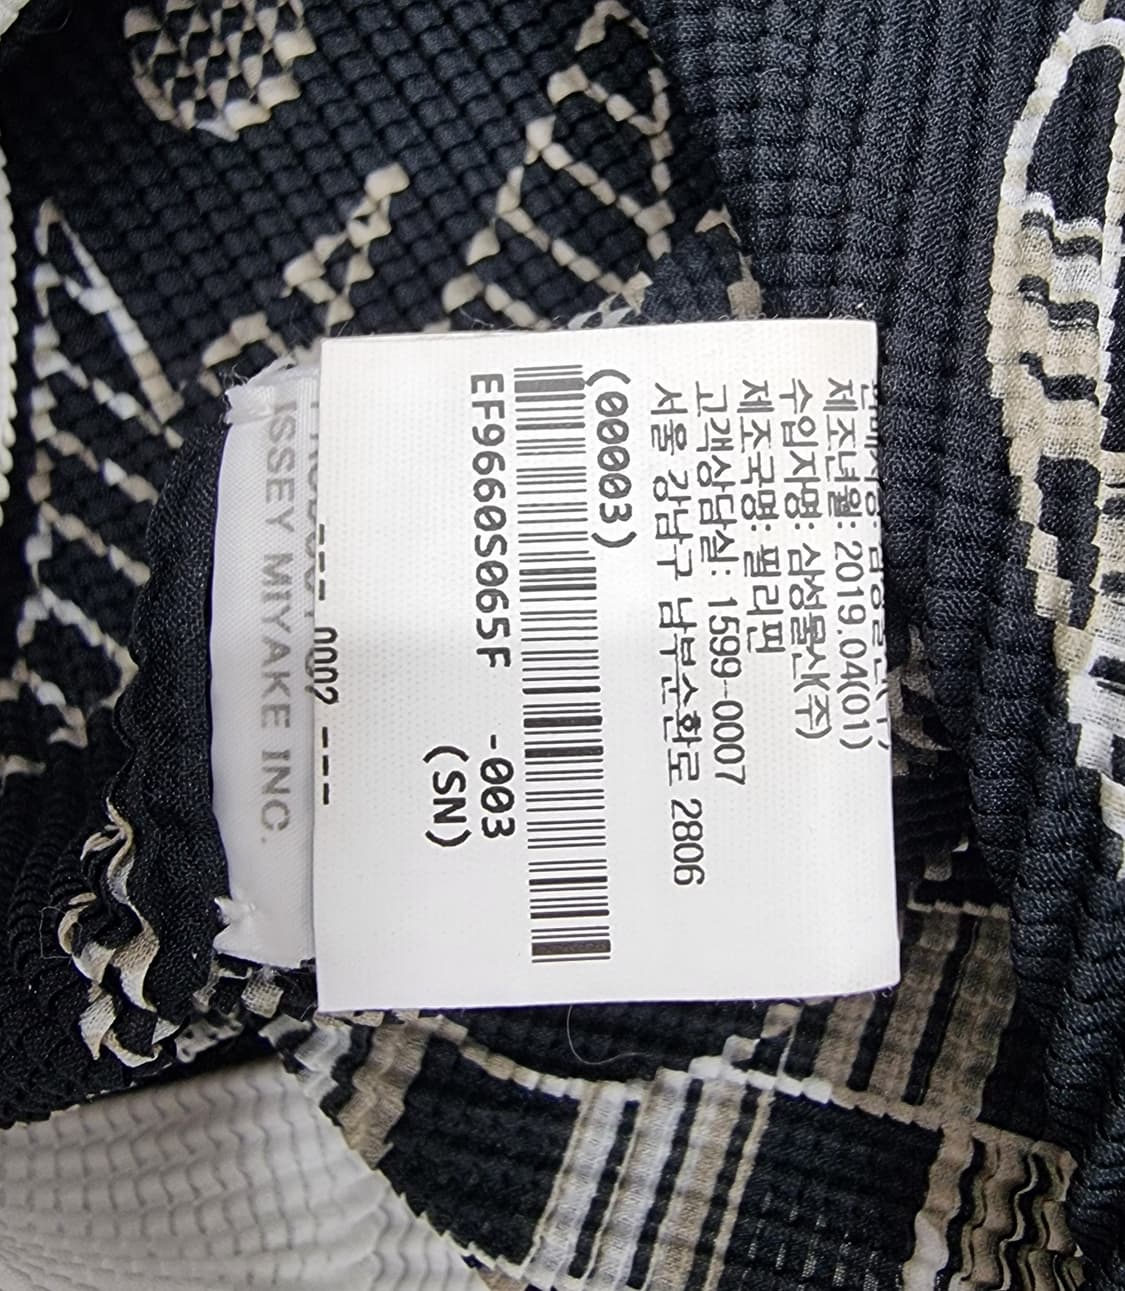 제조년월: 2019.04(01)
수입자명: 삼성물산(주)
제조국명: 필리핀
고객상담실: 1599-0007
서울 강남구 남부순환로 2806
(00003)
EF9660S065F -003
(SN)
--- 0002 ---
ISSEY MIYAKE INC.